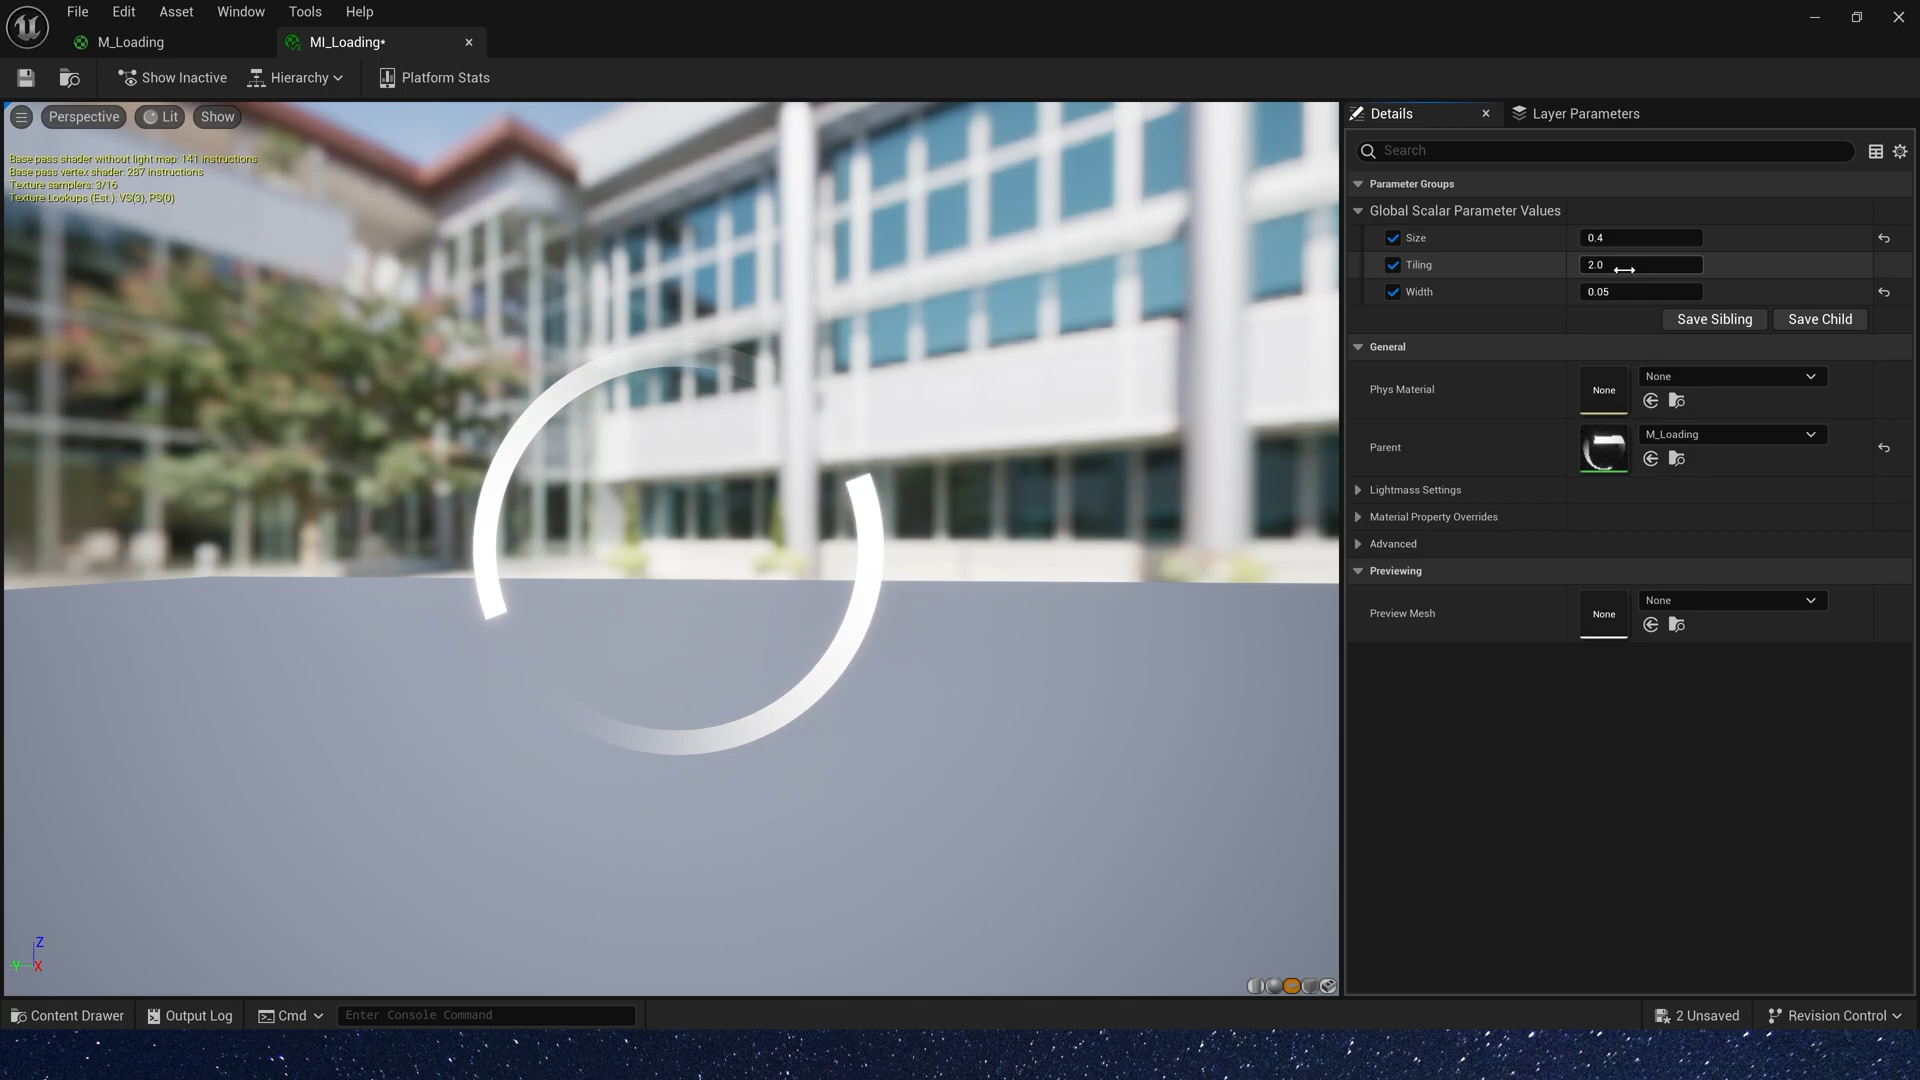 File Edit Asset Window Tools Help
M_Loading
MI_Loading*
Show Inactive Hierarchy Platform Stats
Perspective Lit Show
Base pass shader without light map: 141 instructions
Base pass vertex shader: 287 instructions
Texture samplers: 3/16
Texture Lookups (Est.): VS(3), PS(0)
Z
Y X
Details Layer Parameters
Search
Parameter Groups
Global Scalar Parameter Values
Size 0.4
Tiling 2.0
Width 0.05
Save Sibling Save Child
General
Phys Material None None
Parent M_Loading
Lightmass Settings
Material Property Overrides
Advanced
Previewing
Preview Mesh None None
Content Drawer Output Log Cmd Enter Console Command 2 Unsaved Revision Control